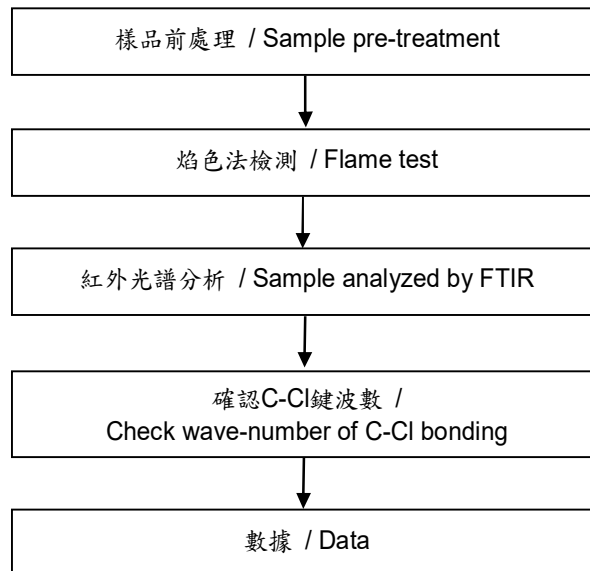 樣品前處理 / Sample pre-treatment
焰色法檢測 / Flame test
紅外光譜分析 / Sample analyzed by FTIR
確認C-Cl鍵波數 /
Check wave-number of C-Cl bonding
數據 / Data